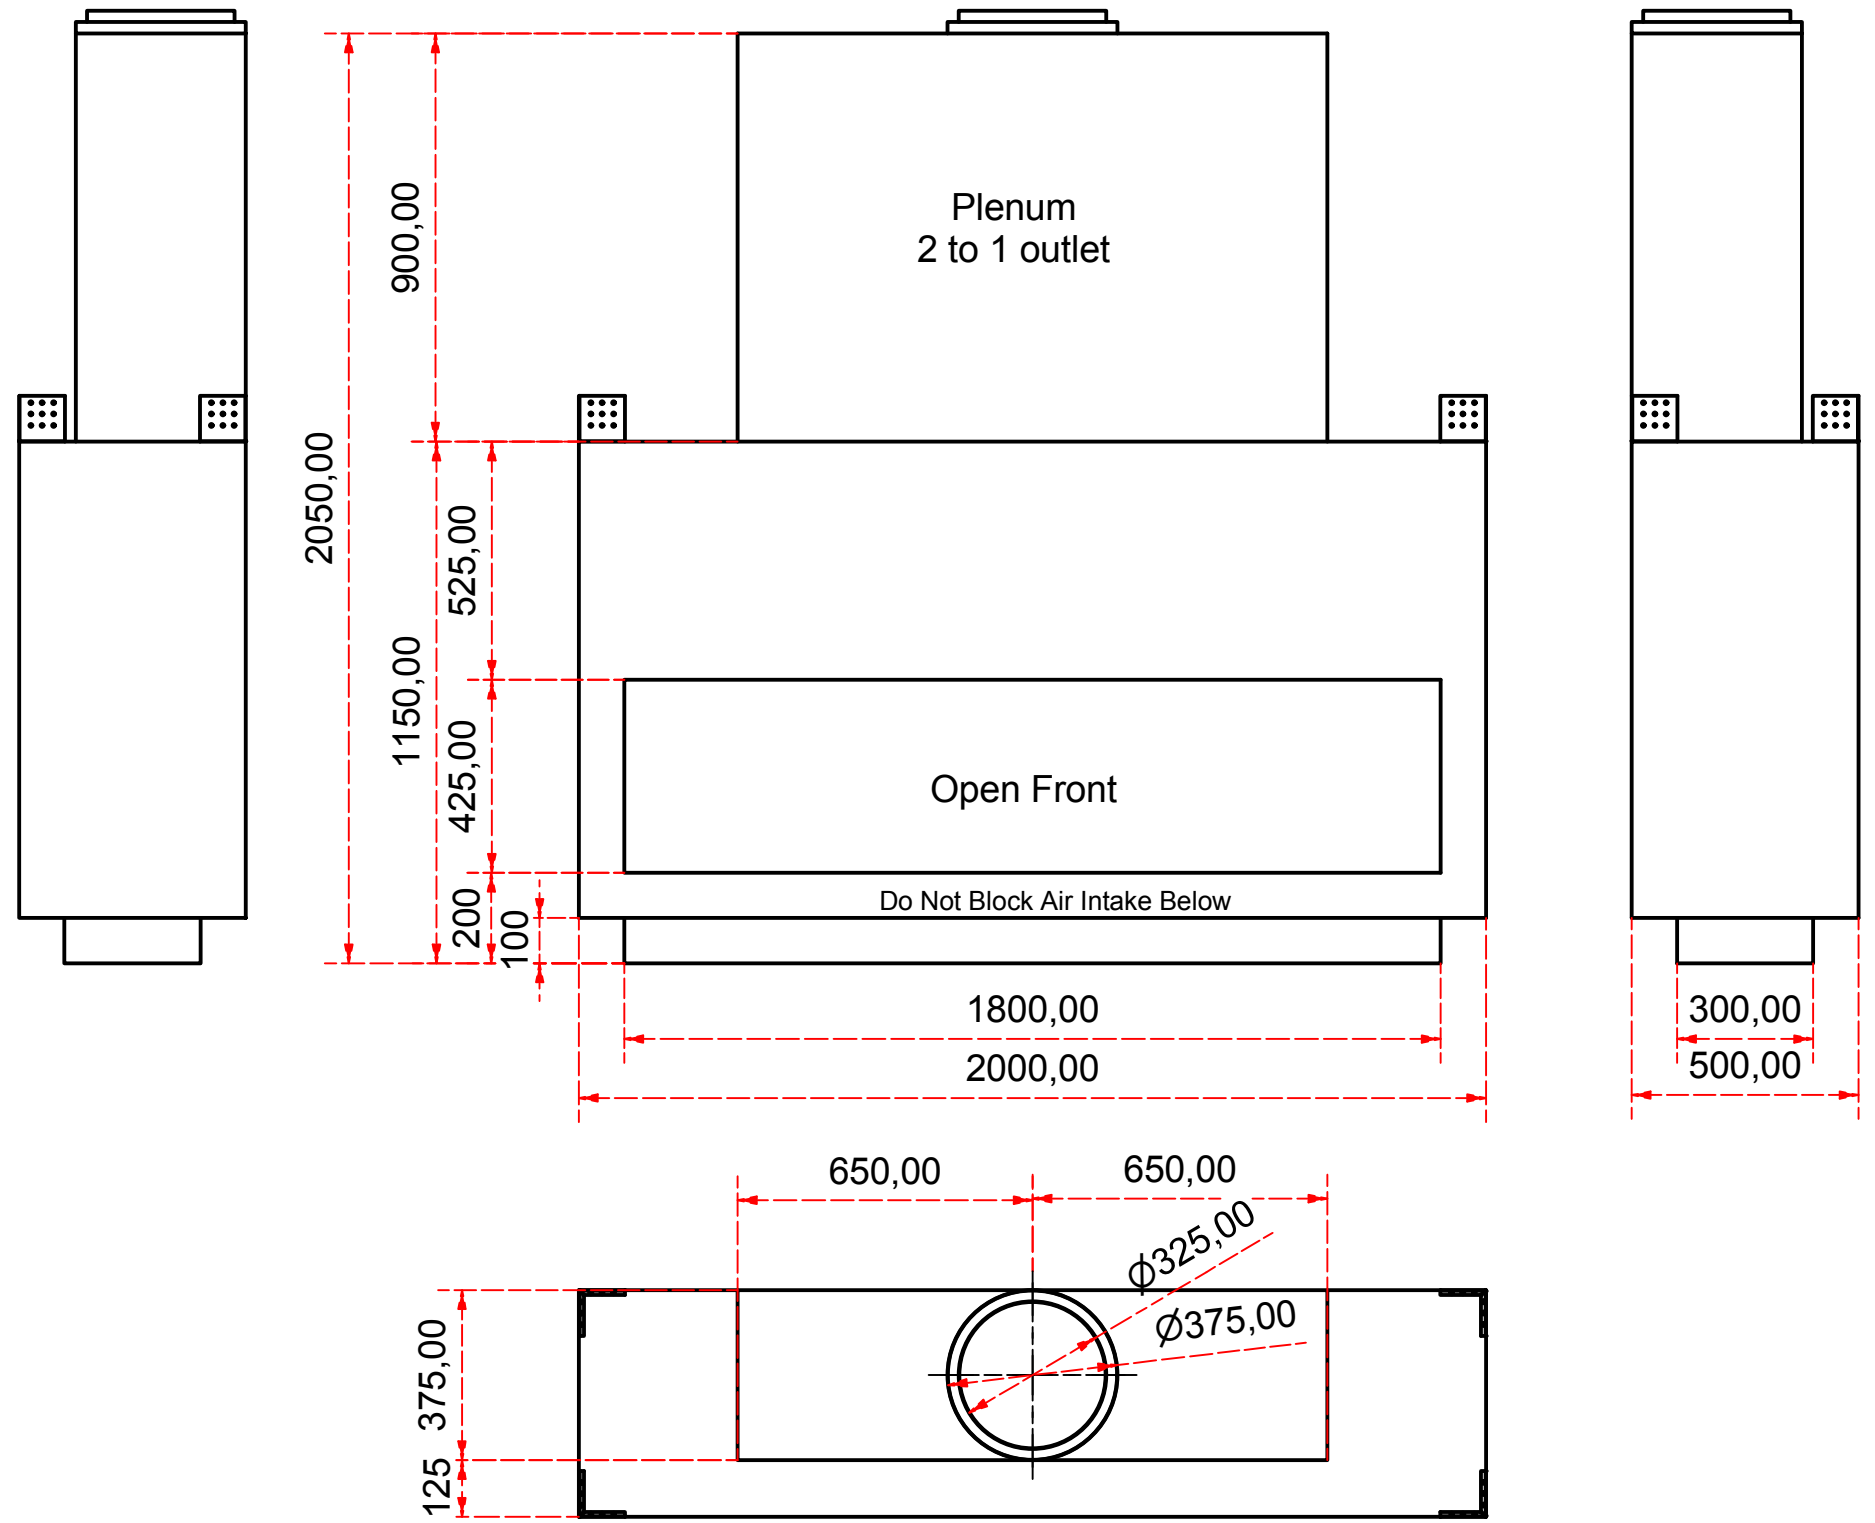 Plenum
2 to 1 outlet
900,00
2050,00
525,00
1150,00
425,00
Open Front
200
100
Do Not Block Air Intake Below
1800,00
2000,00
300,00
500,00
650,00
650,00
Ø325,00
Ø375,00
375,00
125